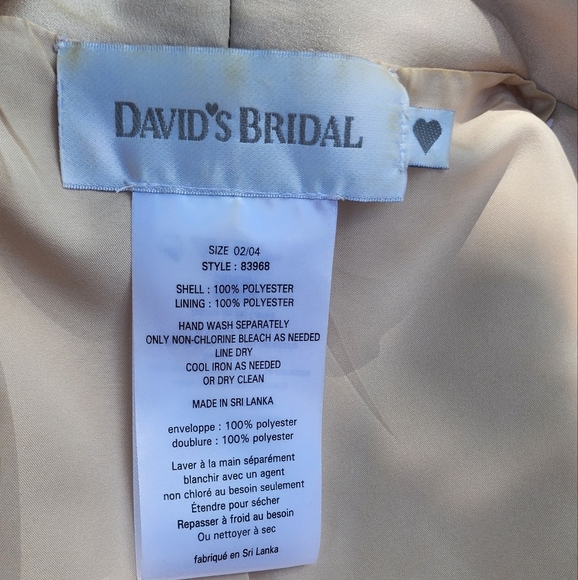 DAVID'S BRIDAL
SIZE 02/04
STYLE : 83968
SHELL : 100% POLYESTER
LINING : 100% POLYESTER
HAND WASH SEPARATELY
ONLY NON-CHLORINE BLEACH AS NEEDED
LINE DRY
COOL IRON AS NEEDED
OR DRY CLEAN
MADE IN SRI LANKA
enveloppe : 100% polyester
doublure : 100% polyester
Laver à la main séparément
blanchir avec un agent
non chloré au besoin seulement
Étendre pour sécher
Repasser à froid au besoin
Ou nettoyer à sec
fabriqué en Sri Lanka